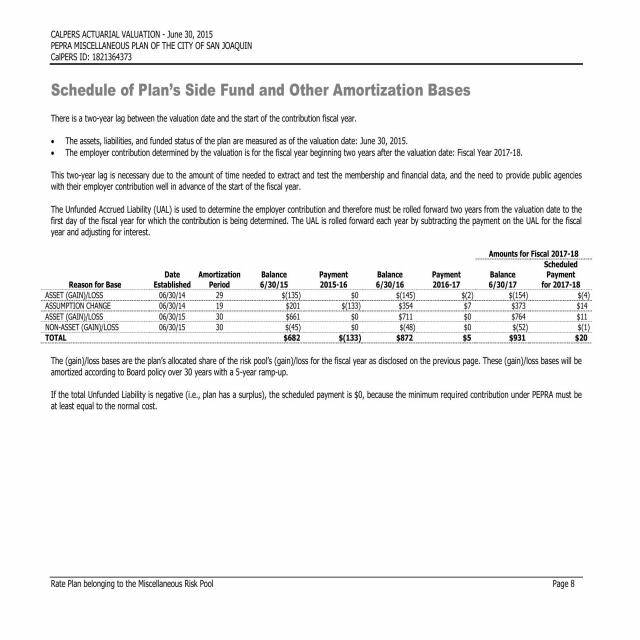 CALPERS ACTUARIAL VALUATION - June 30, 2015
PEPRA MISCELLANEOUS PLAN OF THE CITY OF SAN JOAQUIN
CalPERS ID: 1821364373
Schedule of Plan's Side Fund and Other Amortization Bases
There is a two-year lag between the valuation date and the start of the contribution fiscal year.
• The assets, liabilities, and funded status of the plan are measured as of the valuation date: June 30, 2015.
• The employer contribution determined by the valuation is for the fiscal year beginning two years after the valuation date: Fiscal Year 2017-18.
This two-year lag is necessary due to the amount of time needed to extract and test the membership and financial data, and the need to provide public agencies
with their employer contribution well in advance of the start of the fiscal year.
The Unfunded Accrued Liability (UAL) is used to determine the employer contribution and therefore must be rolled forward two years from the valuation date to the
first day of the fiscal year for which the contribution is being determined. The UAL is rolled forward each year by subtracting the payment on the UAL for the fiscal
year and adjusting for interest.
Amounts for Fiscal 2017-18
Scheduled
Date Amortization Balance Payment Balance Payment Balance Payment
Reason for Base Established Period 6/30/15 2015-16 6/30/16 2016-17 6/30/17 for 2017-18
ASSET (GAIN)/LOSS 06/30/14 29 $(135) $0 $(145) $(2) $(154) $(4)
ASSUMPTION CHANGE 06/30/14 19 $201 $(133) $354 $7 $373 $14
ASSET (GAIN)/LOSS 06/30/15 30 $661 $0 $711 $0 $764 $11
NON-ASSET (GAIN)/LOSS 06/30/15 30 $(45) $0 $(48) $0 $(52) $(1)
TOTAL $682 $(133) $872 $5 $931 $20
The (gain)/loss bases are the plan's allocated share of the risk pool's (gain)/loss for the fiscal year as disclosed on the previous page. These (gain)/loss bases will be
amortized according to Board policy over 30 years with a 5-year ramp-up.
If the total Unfunded Liability is negative (i.e., plan has a surplus), the scheduled payment is $0, because the minimum required contribution under PEPRA must be
at least equal to the normal cost.
Rate Plan belonging to the Miscellaneous Risk Pool Page 8